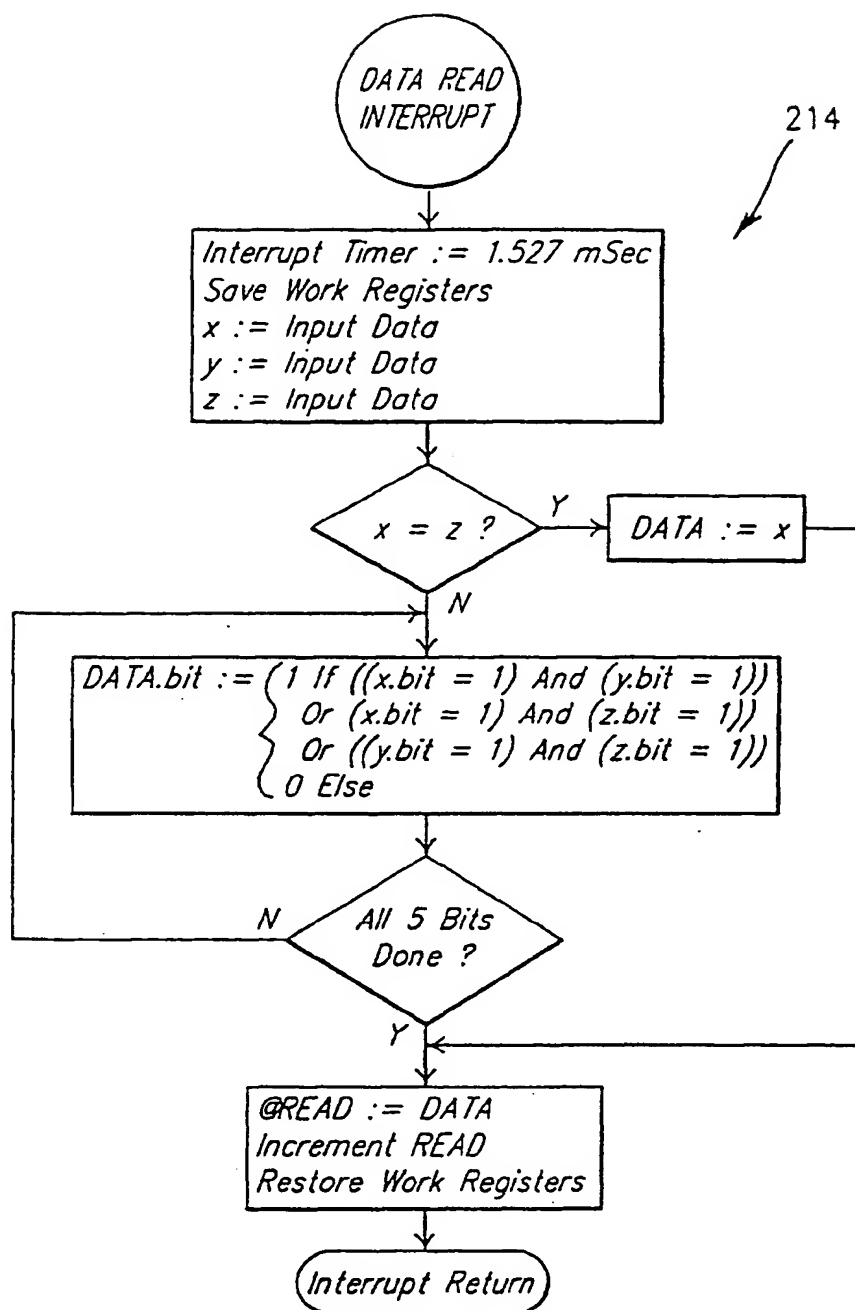 DATA READ
INTERRUPT
214
Interrupt Timer := 1.527 mSec
Save Work Registers
x := Input Data
y := Input Data
z := Input Data
x = z ?
Y
DATA := x
N
DATA.bit := { 1 If ((x.bit = 1) And (y.bit = 1))
Or (x.bit = 1) And (z.bit = 1))
Or ((y.bit = 1) And (z.bit = 1))
0 Else
N
All 5 Bits
Done ?
Y
@READ := DATA
Increment READ
Restore Work Registers
Interrupt Return